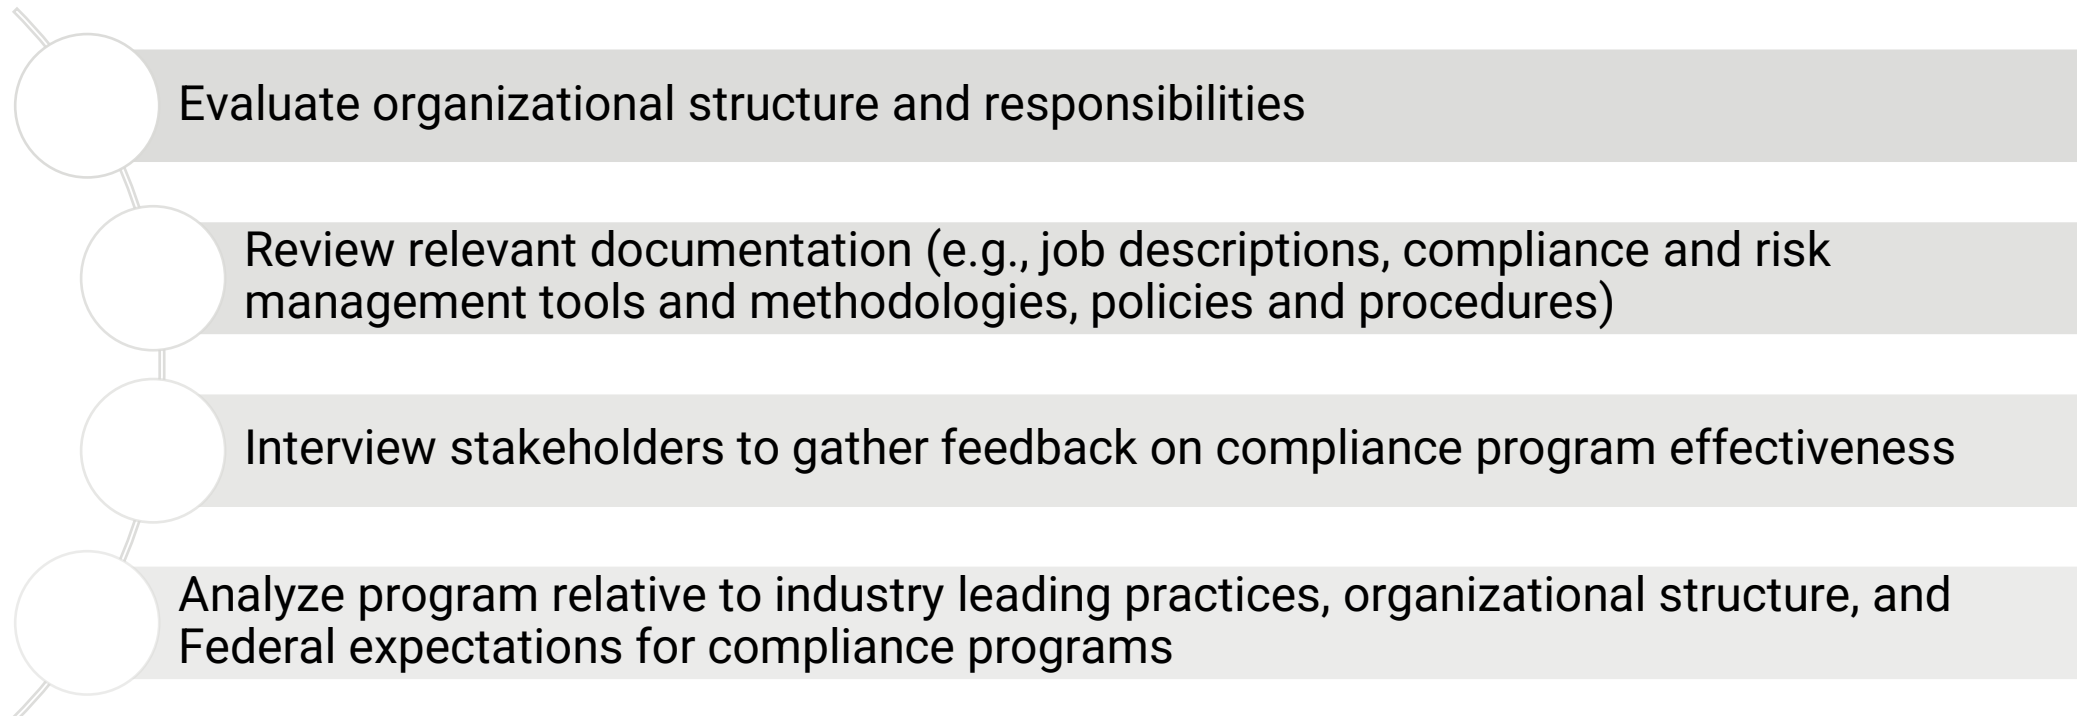 Evaluate organizational structure and responsibilities
Review relevant documentation (e.g., job descriptions, compliance and risk
management tools and methodologies, policies and procedures)
Interview stakeholders to gather feedback on compliance program effectiveness
Analyze program relative to industry leading practices, organizational structure, and
Federal expectations for compliance programs